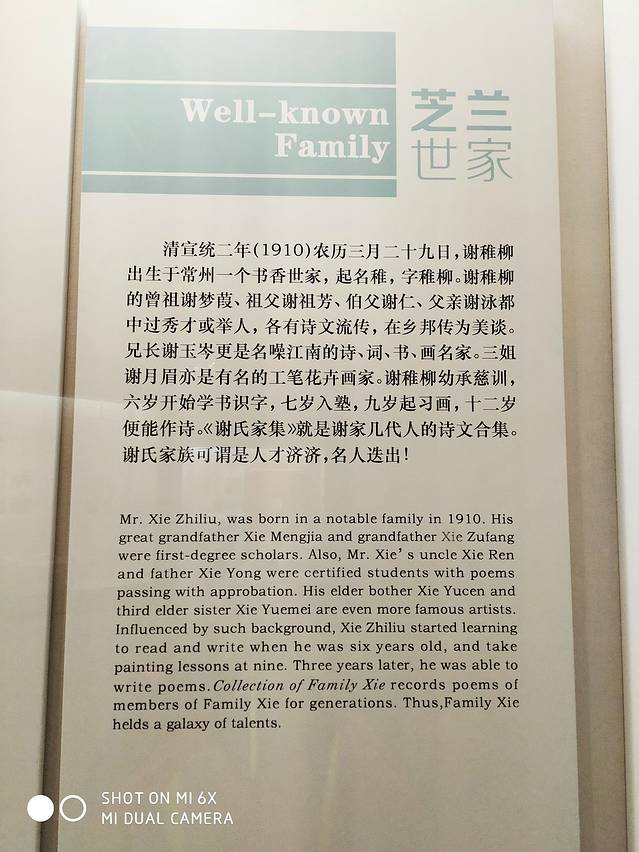 Well-known
Family
芝兰
世家
清宣统二年(1910)农历三月二十九日，谢稚柳
出生于常州一个书香世家，起名稚，字稚柳。谢稚柳
的曾祖谢梦葭、祖父谢祖芳、伯父谢仁、父亲谢泳都
中过秀才或举人，各有诗文流传，在乡邦传为美谈。
兄长谢玉岑更是名噪江南的诗、词、书、画名家。三姐
谢月眉亦是有名的工笔花卉画家。谢稚柳幼承慈训，
六岁开始学书识字，七岁入塾，九岁起习画，十二岁
便能作诗。《谢氏家集》就是谢家几代人的诗文合集。
谢氏家族可谓是人才济济，名人迭出！
Mr. Xie Zhiliu, was born in a notable family in 1910. His
great grandfather Xie Mengjia and grandfather Xie Zufang
were first-degree scholars. Also, Mr. Xie’s uncle Xie Ren
and father Xie Yong were certified students with poems
passing with approbation. His elder bother Xie Yucen and
third elder sister Xie Yuemei are even more famous artists.
Influenced by such background, Xie Zhiliu started learning
to read and write when he was six years old, and take
painting lessons at nine. Three years later, he was able to
write poems. Collection of Family Xie records poems of
members of Family Xie for generations. Thus,Family Xie
helds a galaxy of talents.
SHOT ON MI 6X
MI DUAL CAMERA